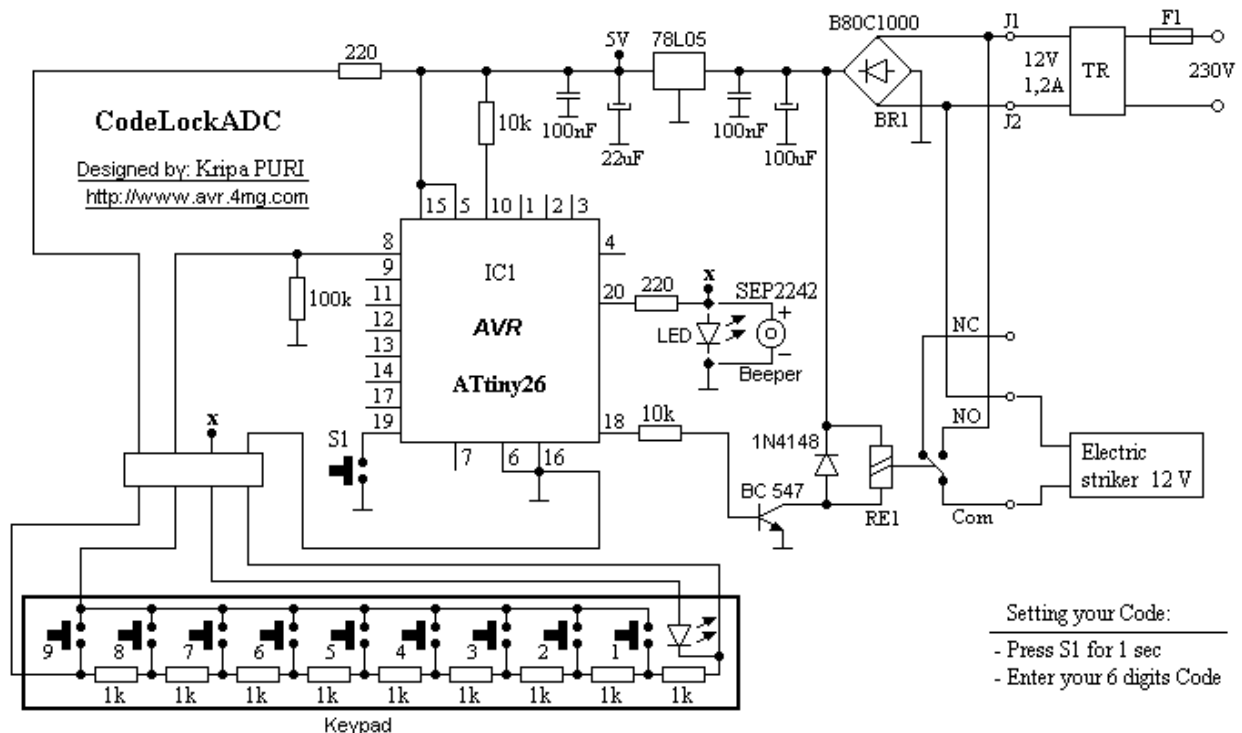 B80C1000
J1
F1
220
5V
78L05
12V
1,2A
TR
230V
CodeLockADC
10k
100nF
22uF
100nF
100uF
BR1
J2
Designed by: Kripa PURI
http://www.avr.4mg.com
15
5
10
1
2
3
8
4
9
IC1
x
100k
11
20
220
SEP2242
+
12
AVR
LED
NC
13
−
14
ATtiny26
Beeper
17
x
S1
19
18
10k
1N4148
NO
7
6
16
BC 547
RE1
Com
Electric
striker 12 V
9
8
7
6
5
4
3
2
1
1k
1k
1k
1k
1k
1k
1k
1k
1k
Keypad
Setting your Code:
- Press S1 for 1 sec
- Enter your 6 digits Code